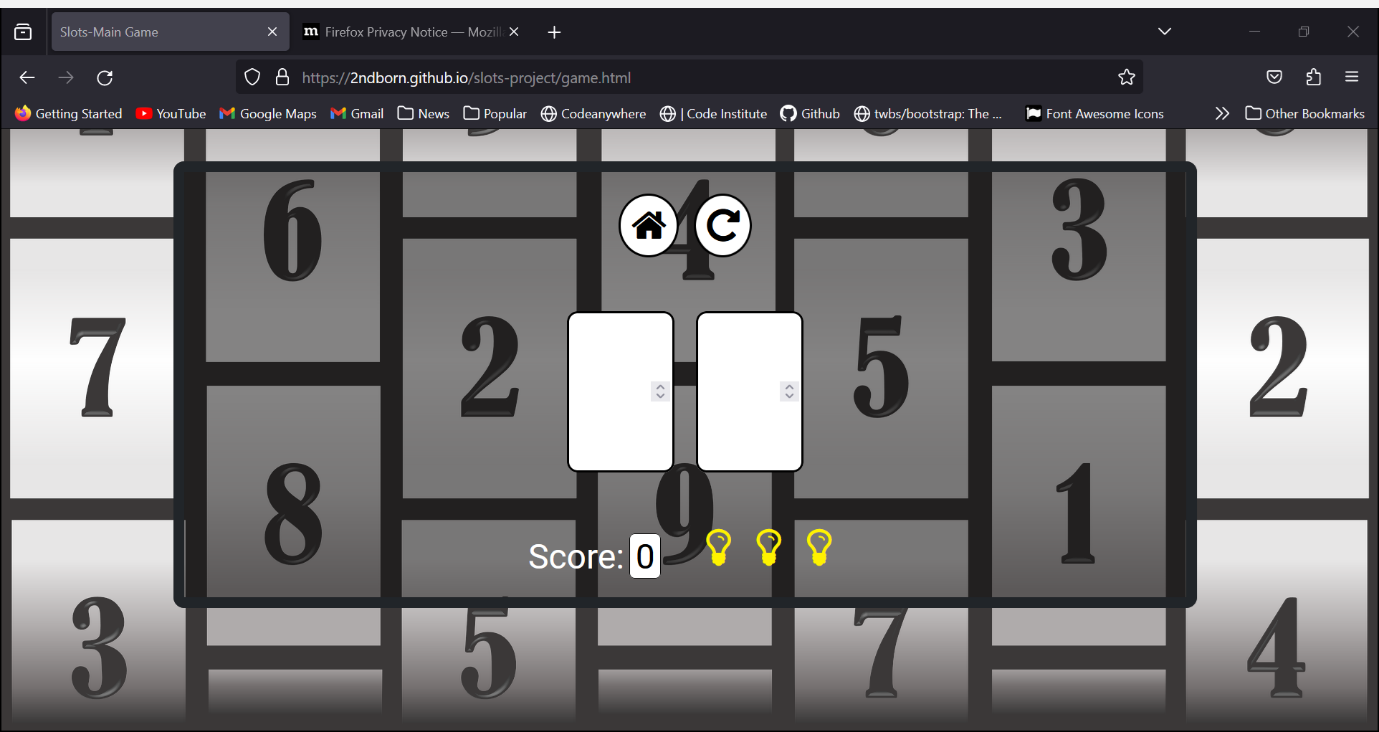 Slots-Main Game
m Firefox Privacy Notice — Mozill
https://2ndborn.github.io/slots-project/game.html
Getting Started YouTube Google Maps Gmail News Popular Codeanywhere | Code Institute Github twbs/bootstrap: The ... Font Awesome Icons Other Bookmarks
6 4 3
7 2 5 2
8 9 1
Score: 0
3 5 7 4